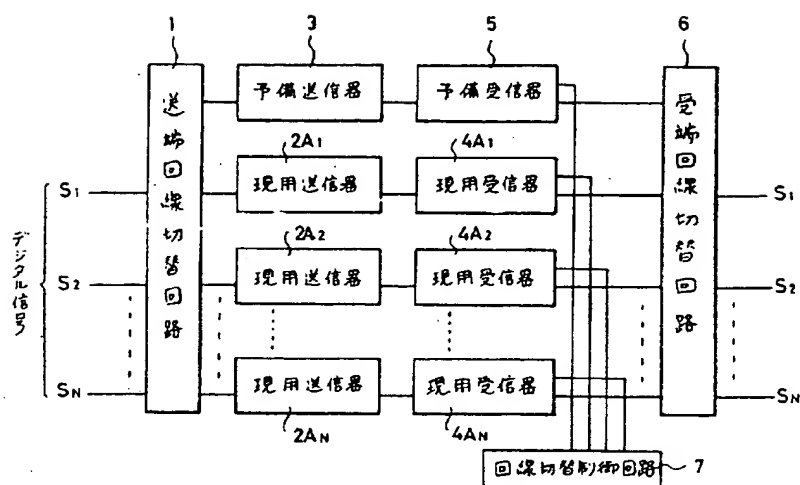 1
3
5
6
送端回線切替回路
予備送信器
予備受信器
受端回線切替回路
2A1
4A1
S1
現用送信器
現用受信器
S1
2A2
4A2
デジタル信号
S2
現用送信器
現用受信器
S2
SN
現用送信器
現用受信器
SN
2AN
4AN
回線切替制御回路
7